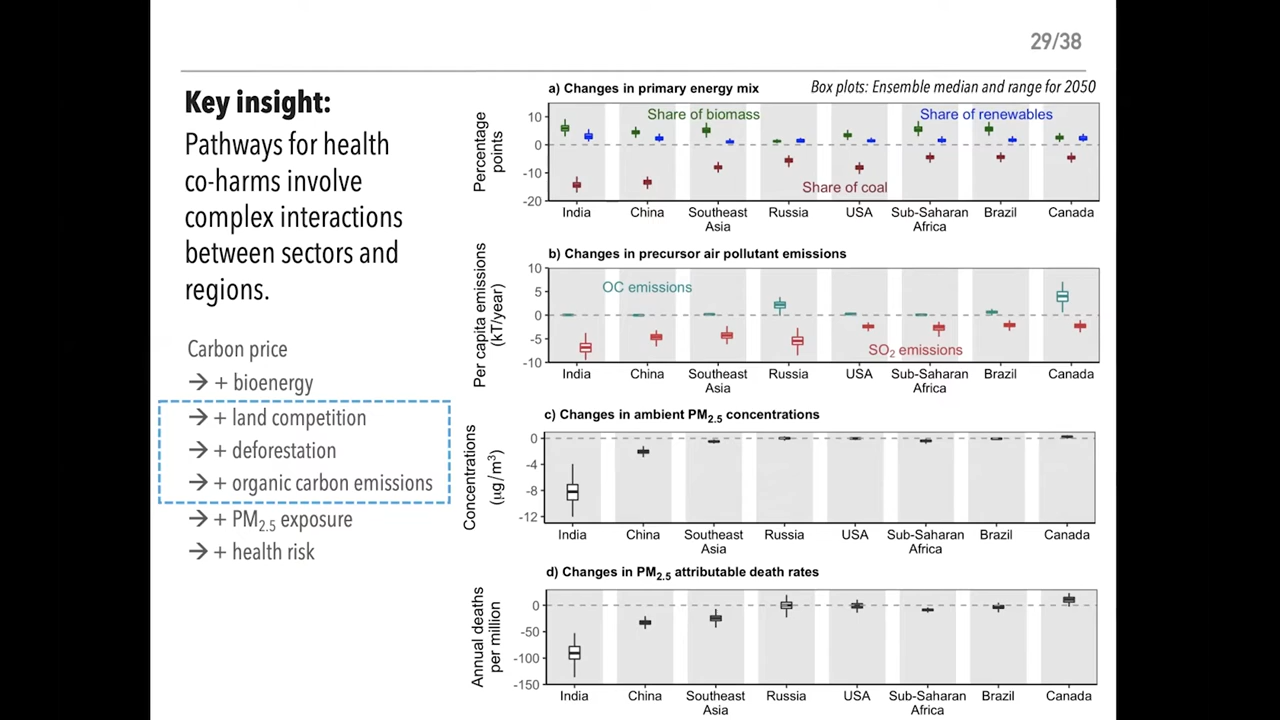 29/38
Key insight:
Pathways for health
co-harms involve
complex interactions
between sectors and
regions.
Carbon price
→ + bioenergy
→ + land competition
→ + deforestation
→ + organic carbon emissions
→ + PM2.5 exposure
→ + health risk
a) Changes in primary energy mix
Box plots: Ensemble median and range for 2050
Percentage
points
10
0
-10
-20
Share of biomass
Share of renewables
Share of coal
India China Southeast Asia Russia USA Sub-Saharan Africa Brazil Canada
b) Changes in precursor air pollutant emissions
Per capita emissions
(kT/year)
10
5
0
-5
-10
OC emissions
SO2 emissions
India China Southeast Asia Russia USA Sub-Saharan Africa Brazil Canada
c) Changes in ambient PM2.5 concentrations
Concentrations
(μg/m³)
0
-4
-8
-12
India China Southeast Asia Russia USA Sub-Saharan Africa Brazil Canada
d) Changes in PM2.5 attributable death rates
Annual deaths
per million
0
-50
-100
-150
India China Southeast Asia Russia USA Sub-Saharan Africa Brazil Canada